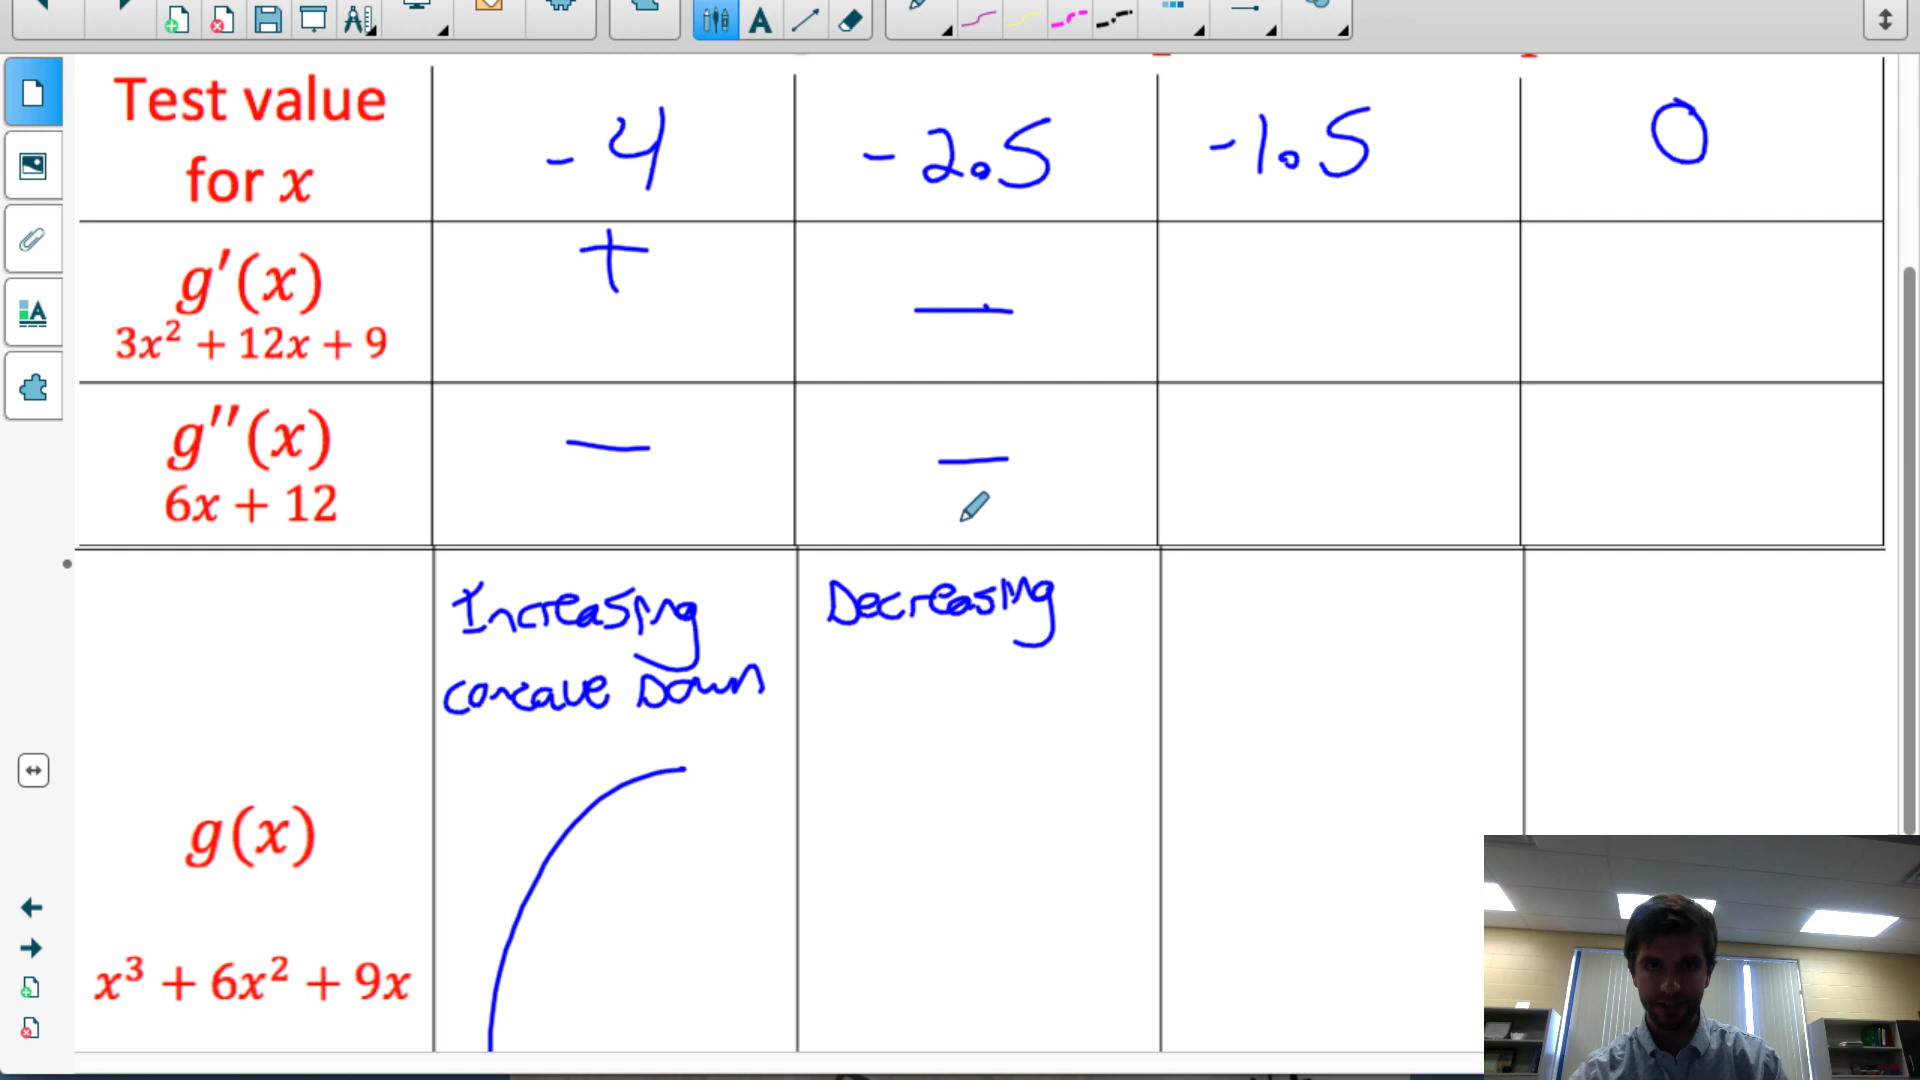 Test value
for x
-4
-2.5
-1.5
0
g′(x)
3x² + 12x + 9
+
—
g″(x)
6x + 12
—
—
Increasing
concave Down
Decreasing
g(x)
x³ + 6x² + 9x